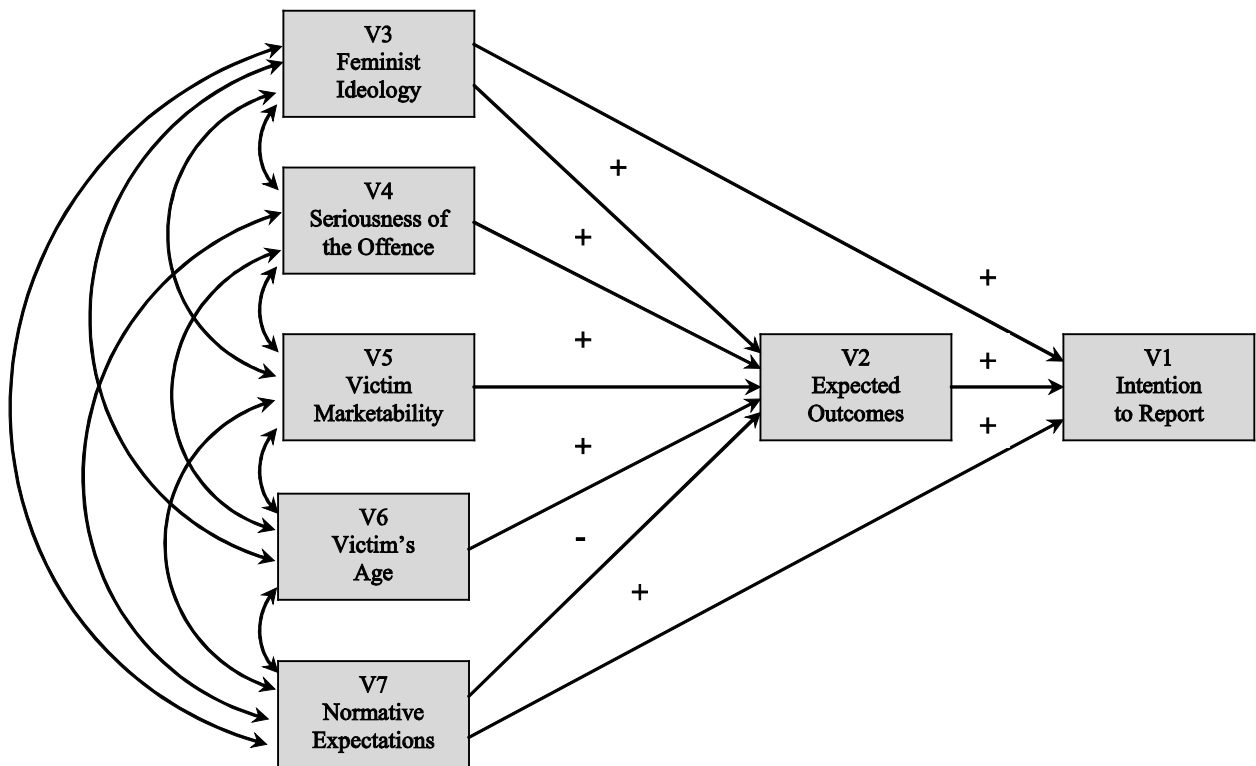 V3
Feminist
Ideology
+
V4
Seriousness of
the Offence
+
+
+
V5
Victim
Marketability
V2
Expected
Outcomes
+
V1
Intention
to Report
+
+
V6
Victim's
Age
-
+
V7
Normative
Expectations